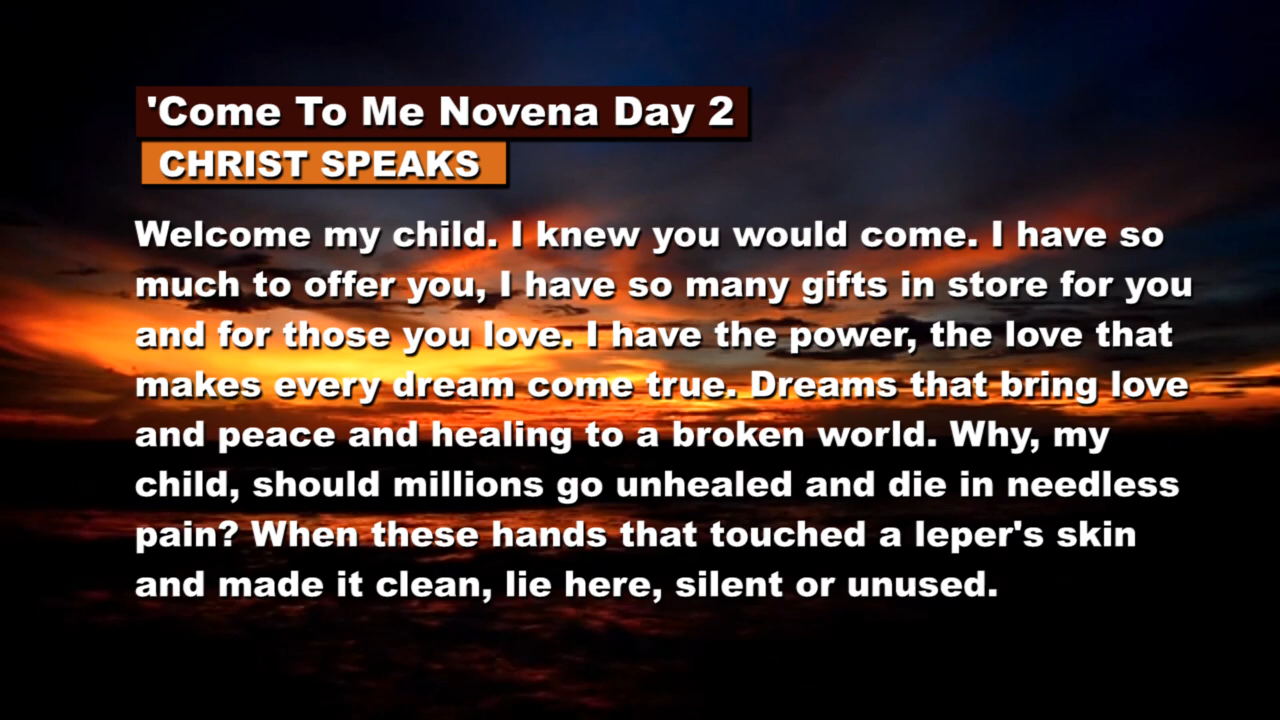 'Come To Me Novena Day 2
CHRIST SPEAKS
Welcome my child. I knew you would come. I have so
much to offer you, I have so many gifts in store for you
and for those you love. I have the power, the love that
makes every dream come true. Dreams that bring love
and peace and healing to a broken world. Why, my
child, should millions go unhealed and die in needless
pain? When these hands that touched a leper's skin
and made it clean, lie here, silent or unused.